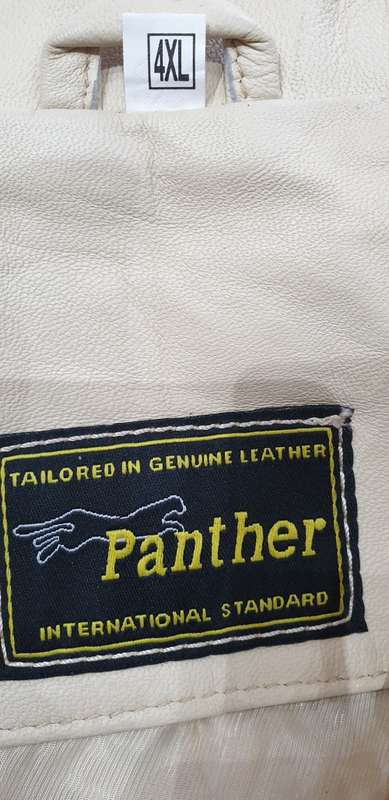 4XL
TAILORED IN GENUINE LEATHER
Panther
INTERNATIONAL STANDARD